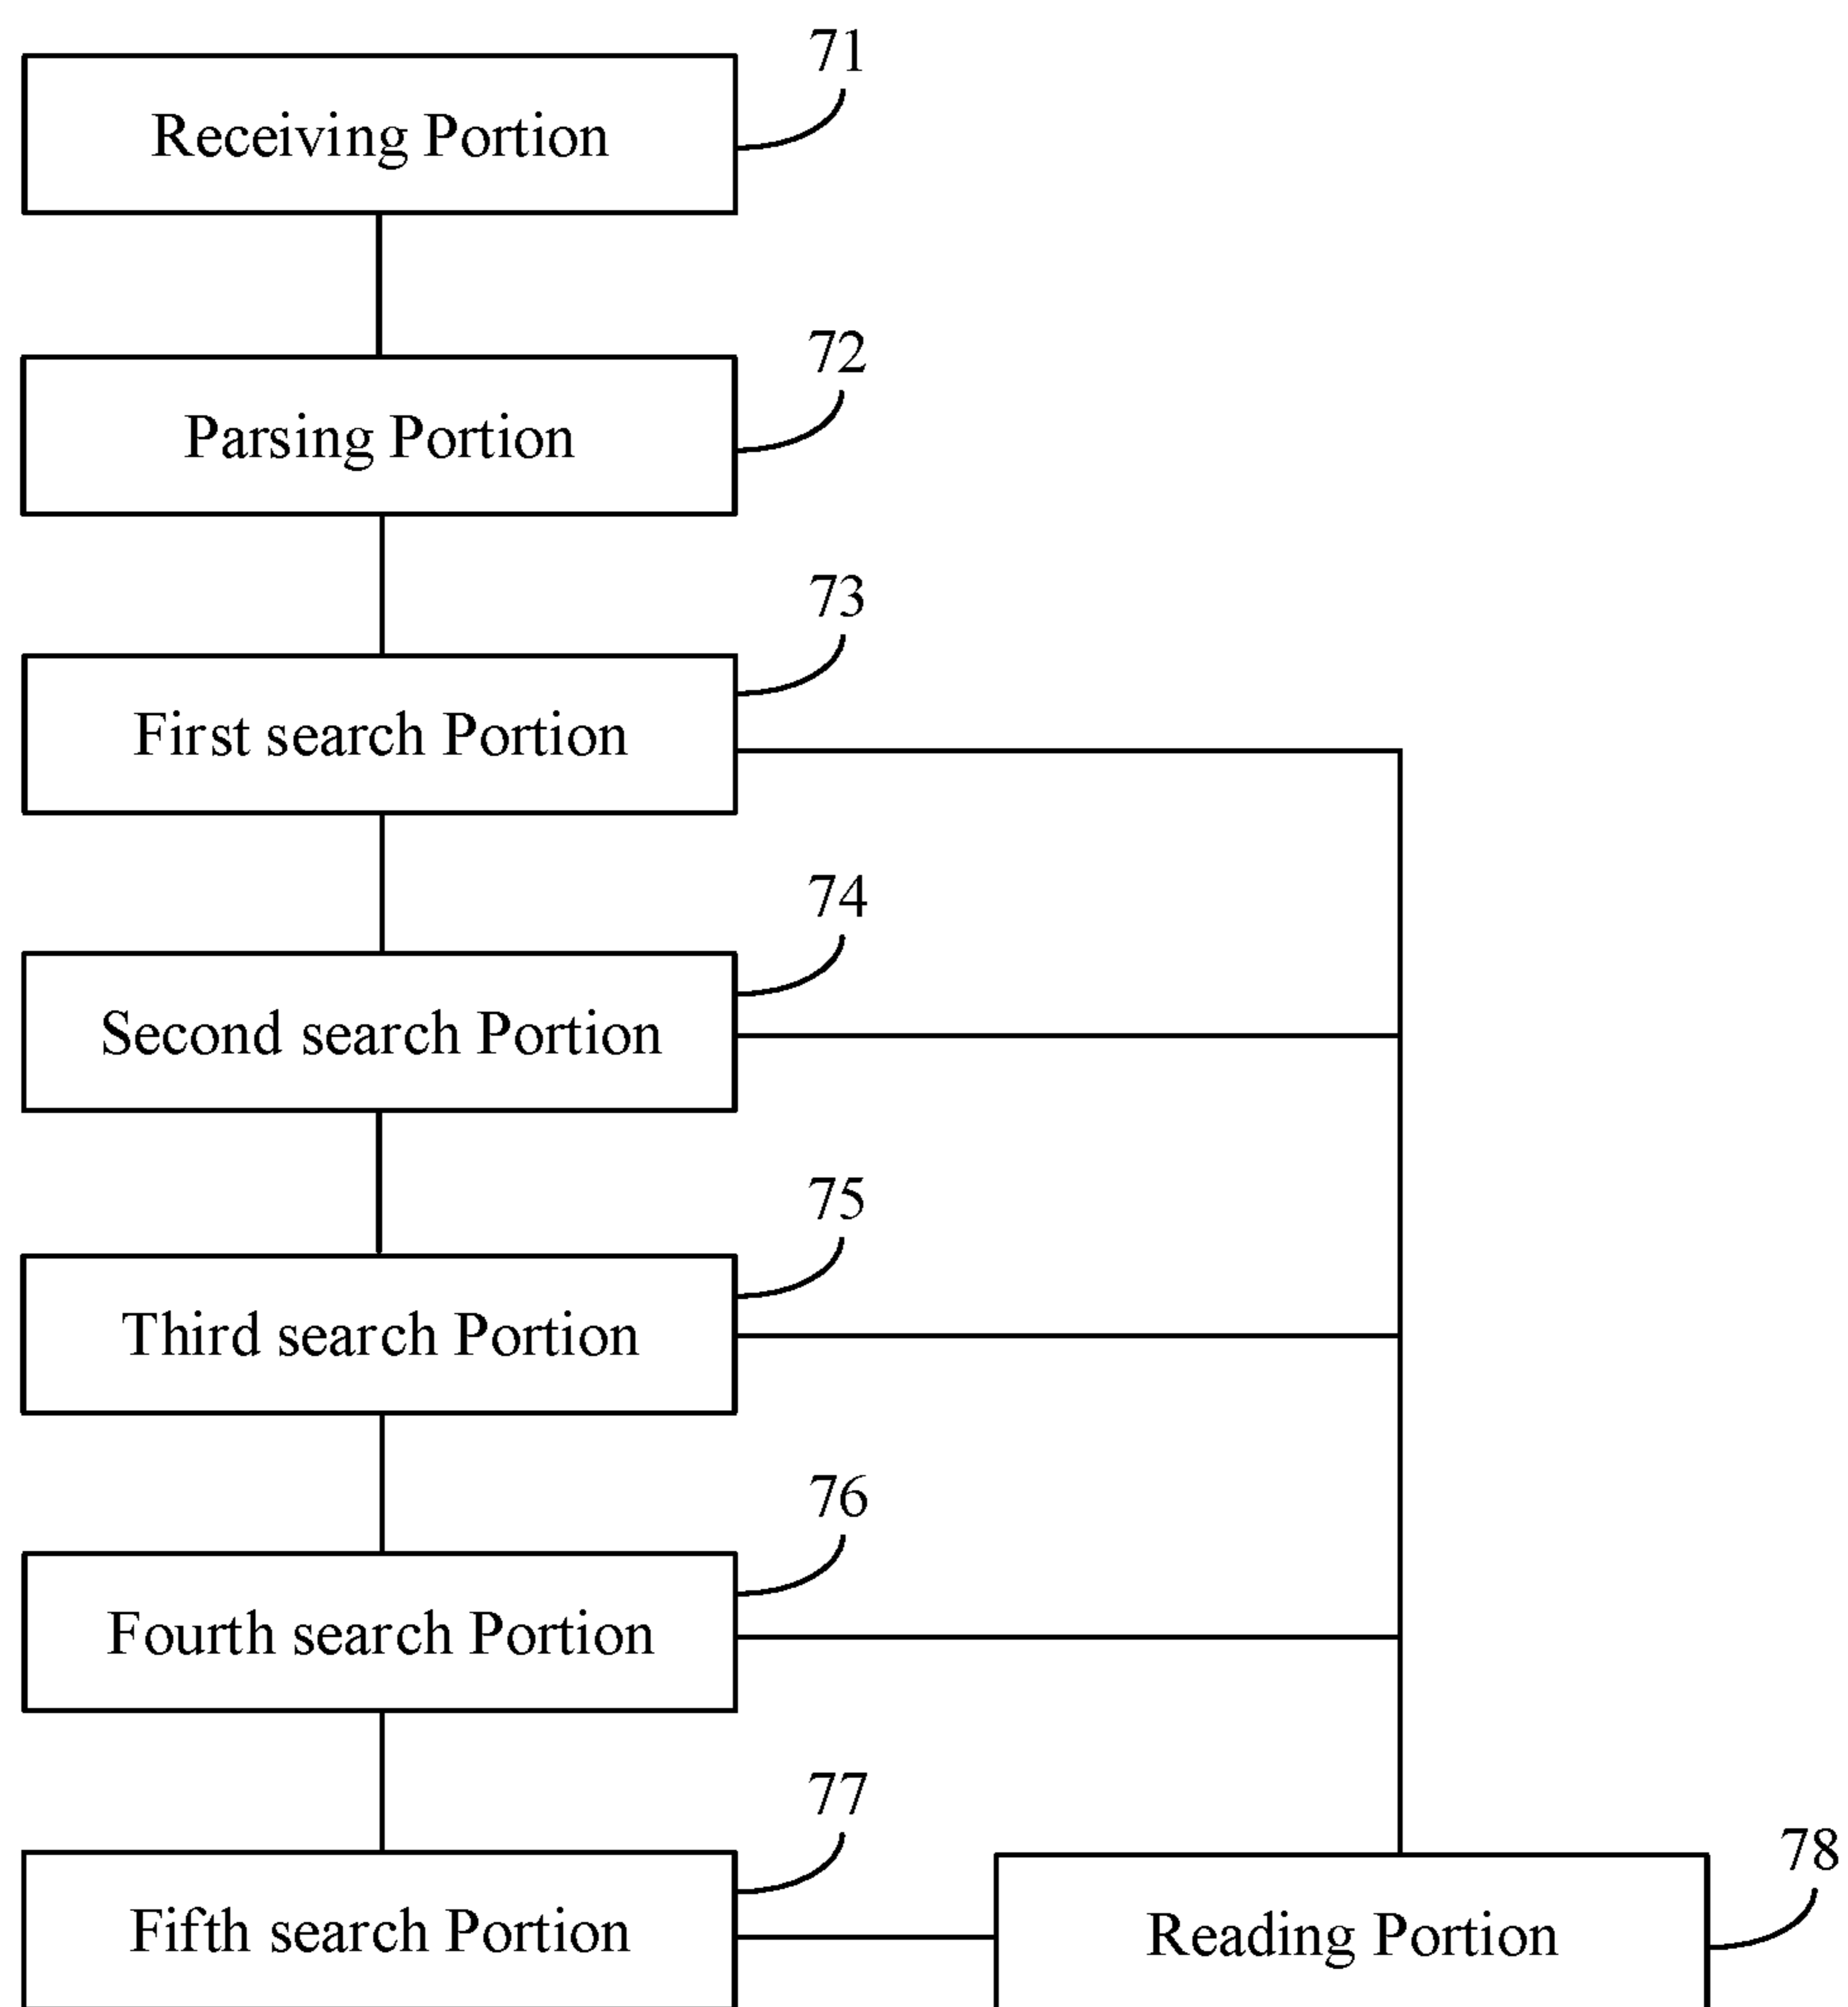 71
Receiving Portion
72
Parsing Portion
73
First search Portion
74
Second search Portion
75
Third search Portion
76
Fourth search Portion
77
Fifth search Portion
78
Reading Portion